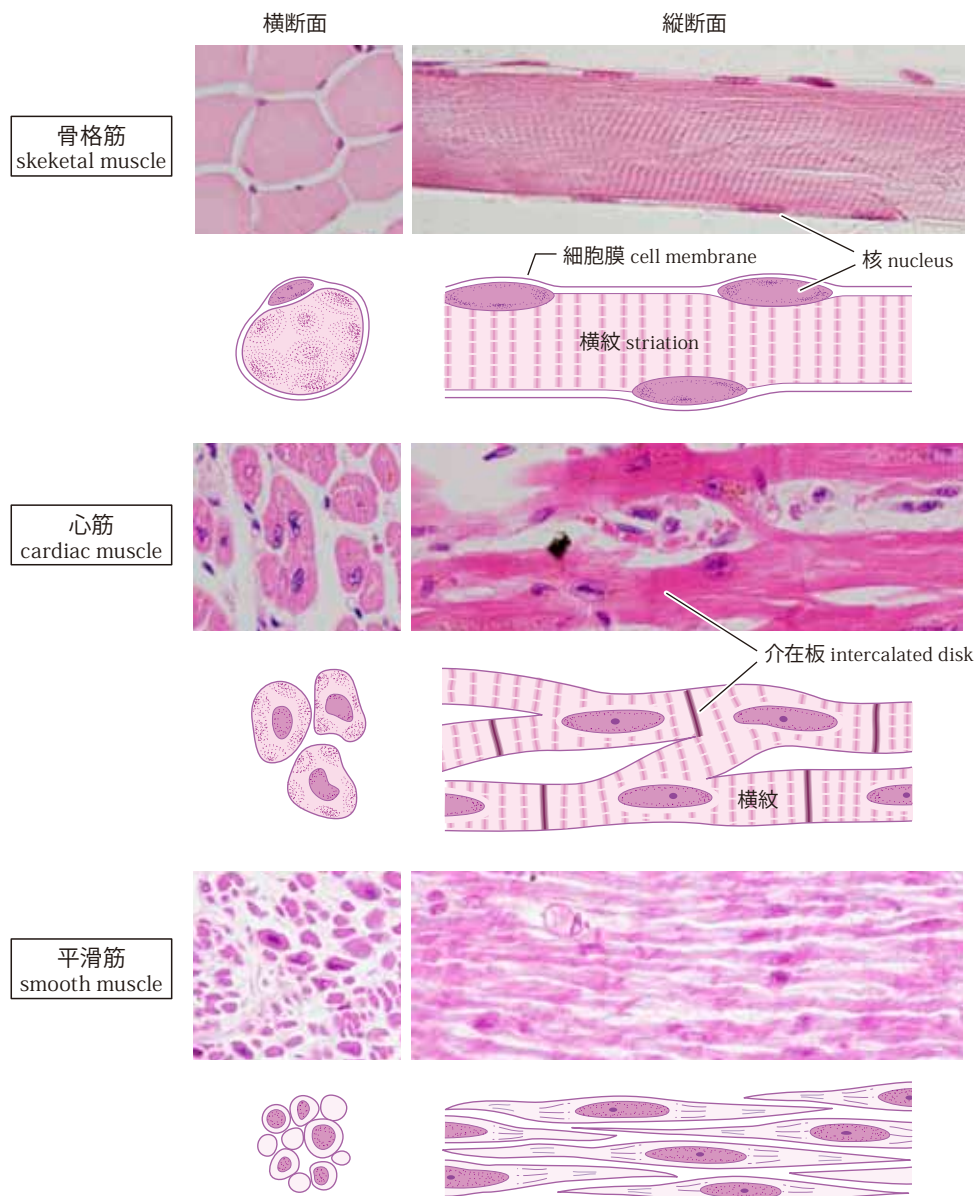 横断面
縦断面
骨格筋
skeketal muscle
細胞膜 cell membrane
核 nucleus
横紋 striation
心筋
cardiac muscle
介在板 intercalated disk
横紋
平滑筋
smooth muscle